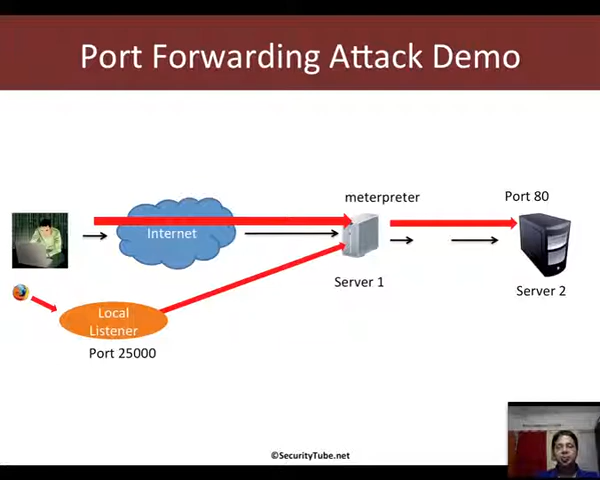 Port Forwarding Attack Demo
meterpreter
Port 80
Internet
Server 1
Server 2
Local
Listener
Port 25000
©SecurityTube.net